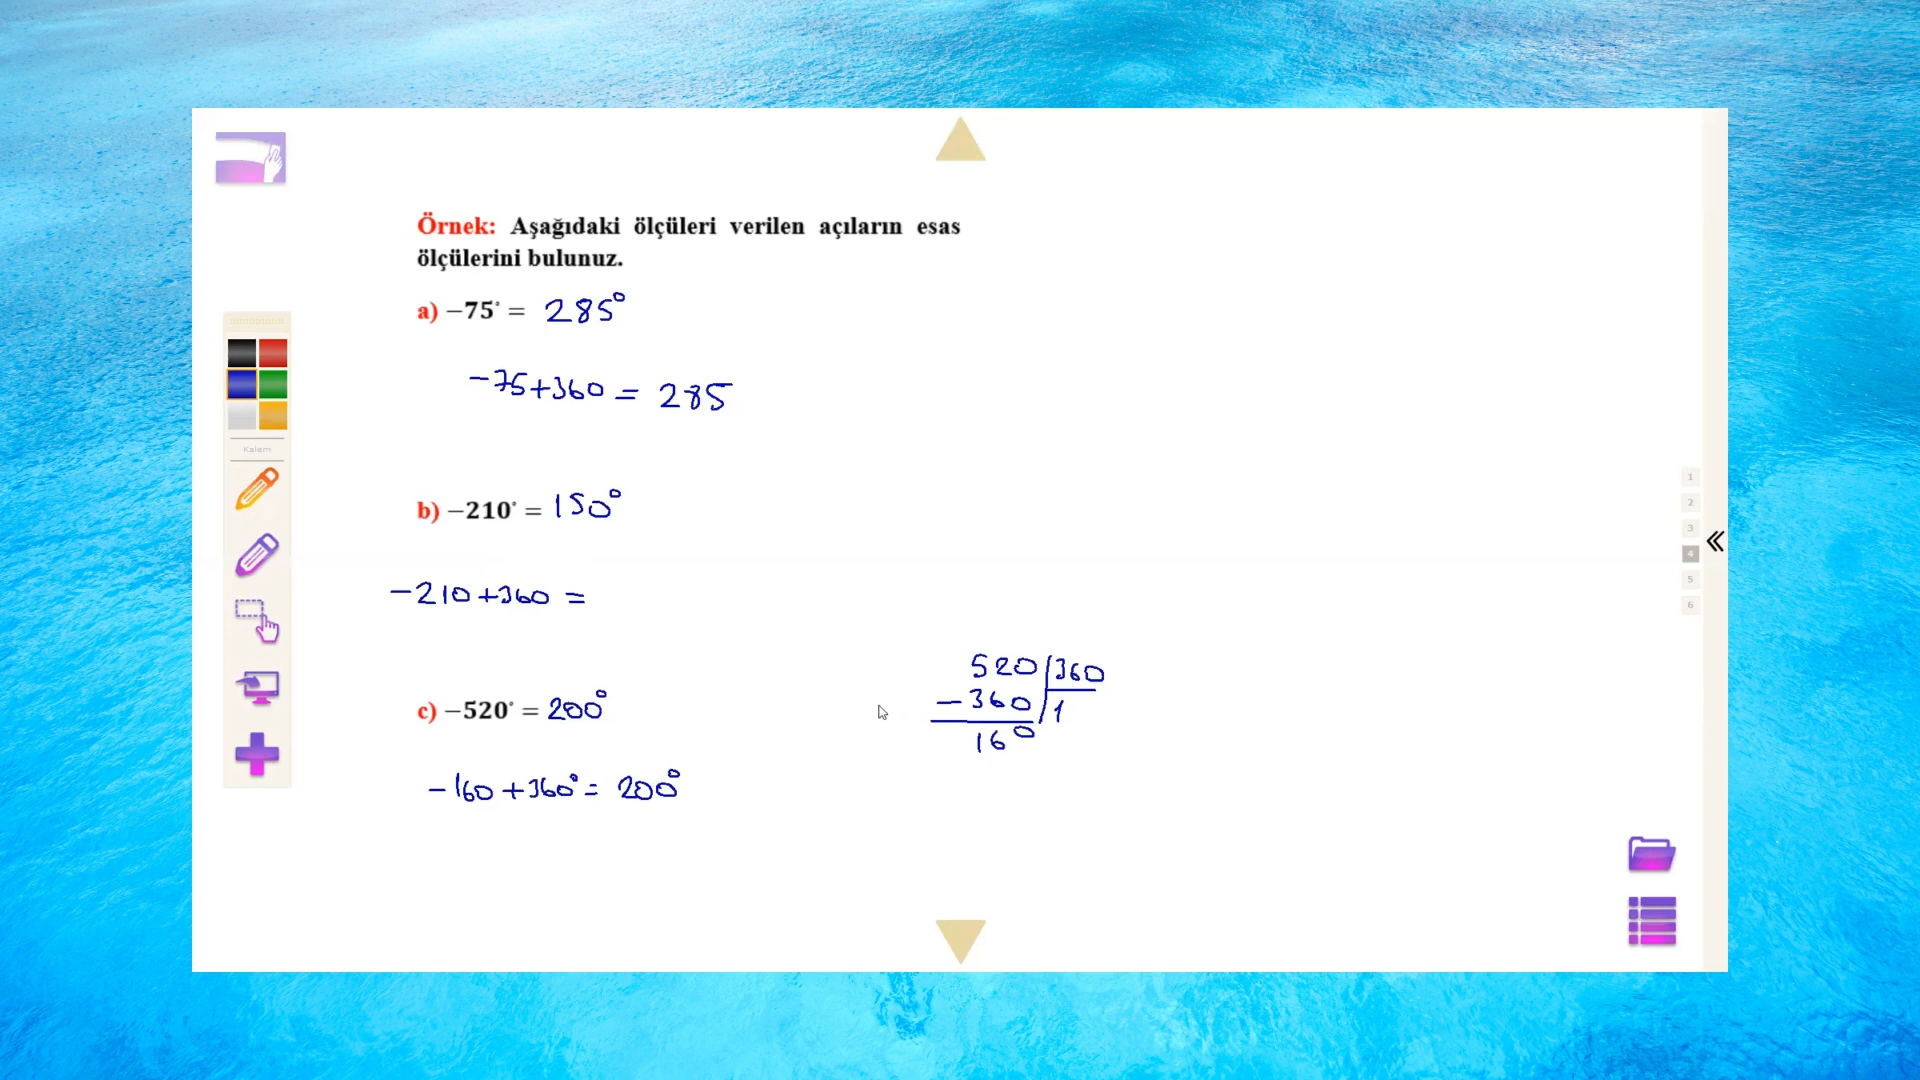 Örnek: Aşağıdaki ölçüleri verilen açıların esas
ölçülerini bulunuz.
a) −75° = 285°
−75+360 = 285
b) −210° = 150°
−210+360 =
520 360
−360 1
160
c) −520° = 200°
−160+360° = 200°
Kalem
1
2
3
4
5
6